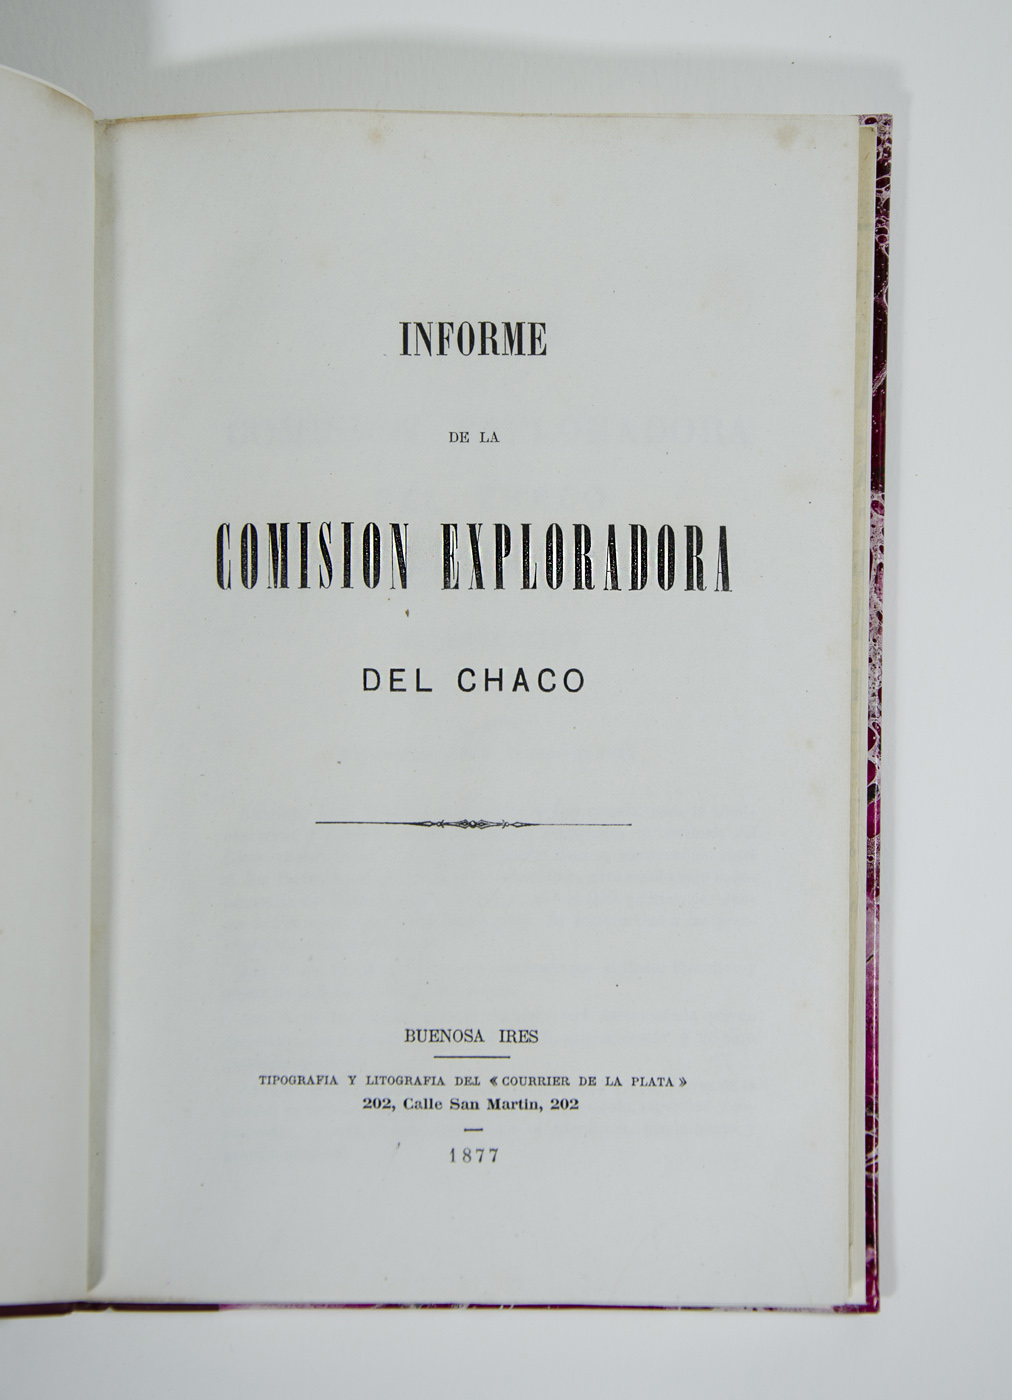 INFORME
DE LA
COMISION EXPLORADORA
DEL CHACO
BUENOSA IRES
TIPOGRAFIA Y LITOGRAFIA DEL « COURRIER DE LA PLATA »
202, Calle San Martin, 202
1877